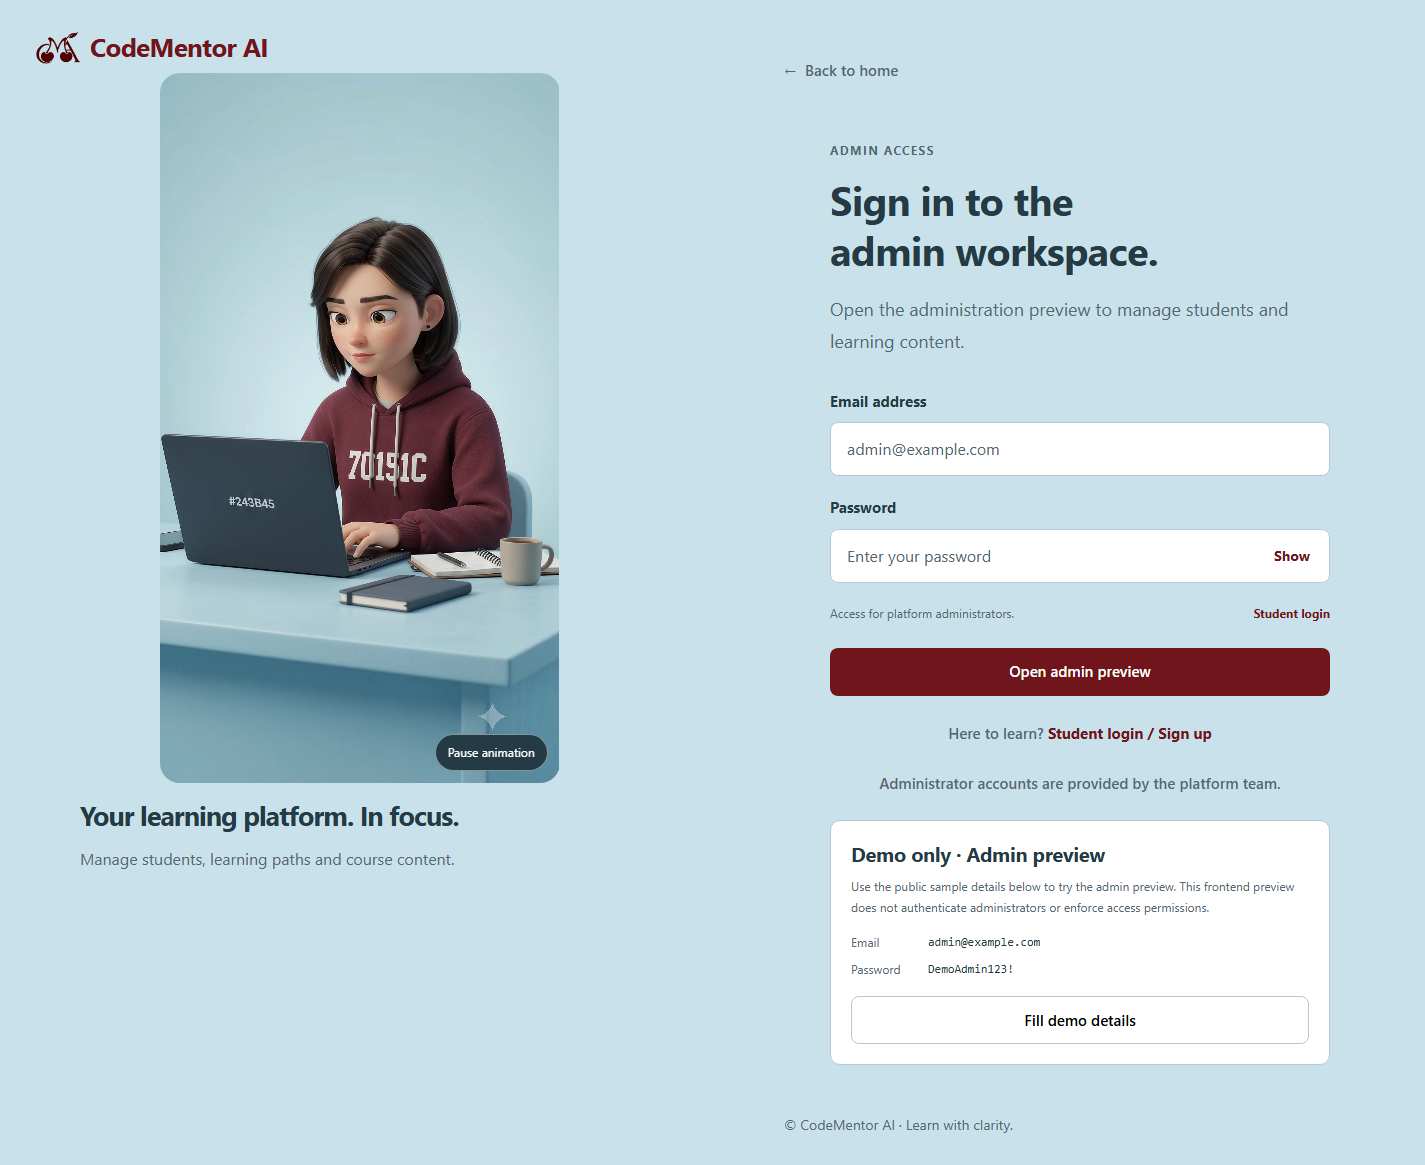 CodeMentor AI
70151C
#243B45
Pause animation
Your learning platform. In focus.
Manage students, learning paths and course content.
← Back to home
ADMIN ACCESS
Sign in to the
admin workspace.
Open the administration preview to manage students and
learning content.
Email address
admin@example.com
Password
Enter your password
Show
Access for platform administrators.
Student login
Open admin preview
Here to learn? Student login / Sign up
Administrator accounts are provided by the platform team.
Demo only · Admin preview
Use the public sample details below to try the admin preview. This frontend preview
does not authenticate administrators or enforce access permissions.
Email admin@example.com
Password DemoAdmin123!
Fill demo details
© CodeMentor AI · Learn with clarity.